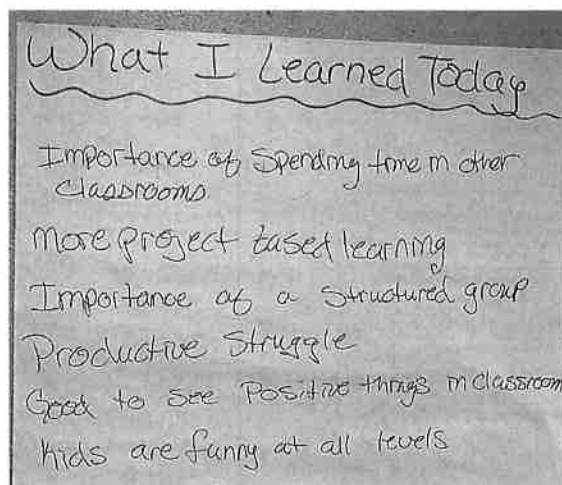 What I Learned Today
Importance of Spending time in other
classrooms
More project based learning
Importance of a structured group
Productive Struggle
Good to see Positive things in classroom
Kids are funny at all levels